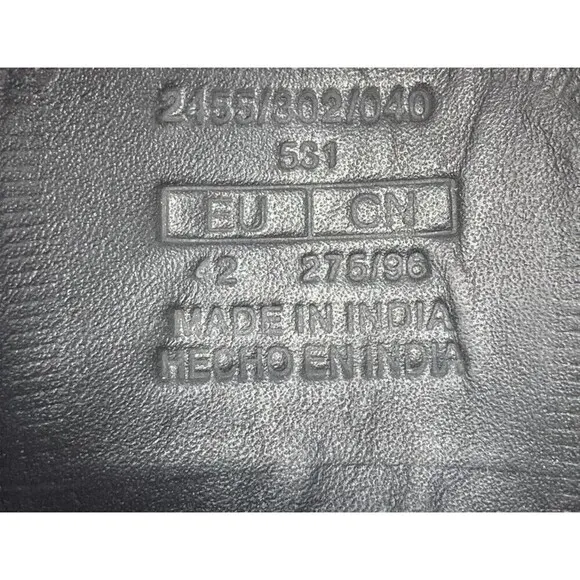 2455/302/040
531
EU CN
42 275/96
MADE IN INDIA
HECHO EN INDIA